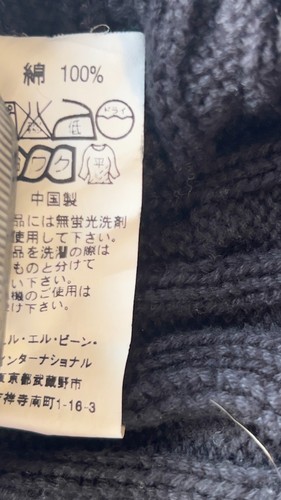 綿 100%
低 ドライ
平
中国製
品には無蛍光洗剤
使用して下さい。
品を洗濯の際は
ものと分けて
い下さい。
機のご使用は
下さい。
エル・エル・ビーン・
インターナショナル
東京都武蔵野市
吉祥寺南町1-16-3